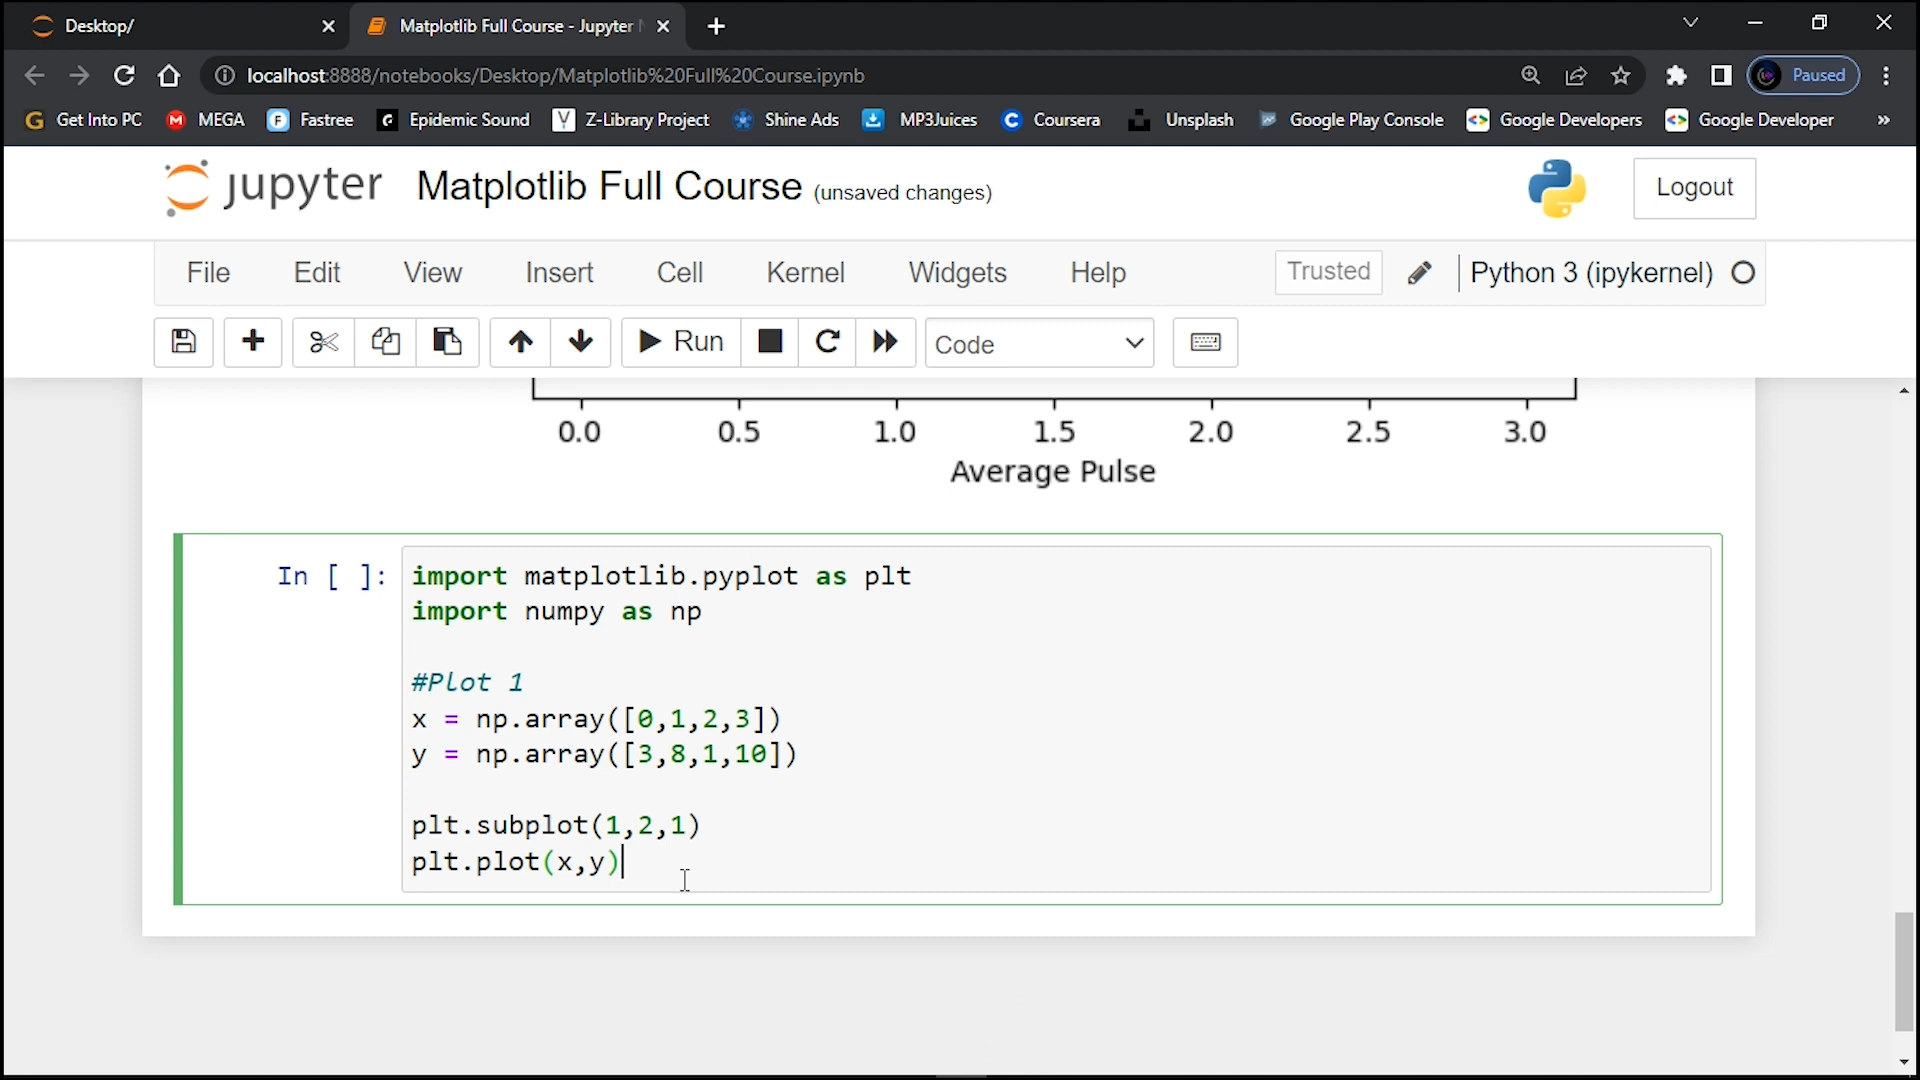 Desktop/
Matplotlib Full Course - Jupyter
localhost:8888/notebooks/Desktop/Matplotlib%20Full%20Course.ipynb
Paused
Get Into PC
MEGA
Fastree
Epidemic Sound
Z-Library Project
Shine Ads
MP3Juices
Coursera
Unsplash
Google Play Console
Google Developers
Google Developer
jupyter Matplotlib Full Course (unsaved changes)
Logout
File Edit View Insert Cell Kernel Widgets Help
Trusted
Python 3 (ipykernel)
Run
Code
0.0 0.5 1.0 1.5 2.0 2.5 3.0
Average Pulse
In [ ]: import matplotlib.pyplot as plt
import numpy as np
#Plot 1
x = np.array([0,1,2,3])
y = np.array([3,8,1,10])
plt.subplot(1,2,1)
plt.plot(x,y)